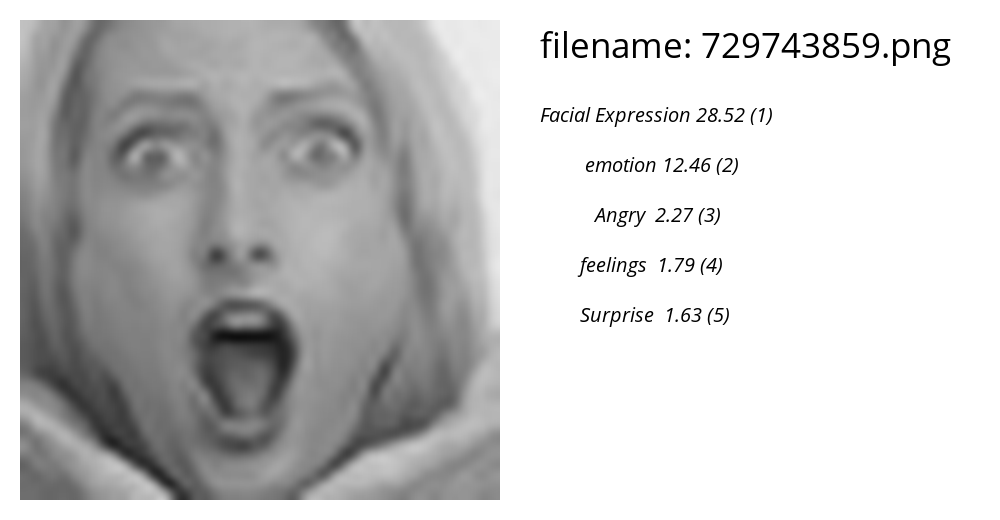 filename: 729743859.png
Facial Expression 28.52 (1)
emotion 12.46 (2)
Angry 2.27 (3)
feelings 1.79 (4)
Surprise 1.63 (5)